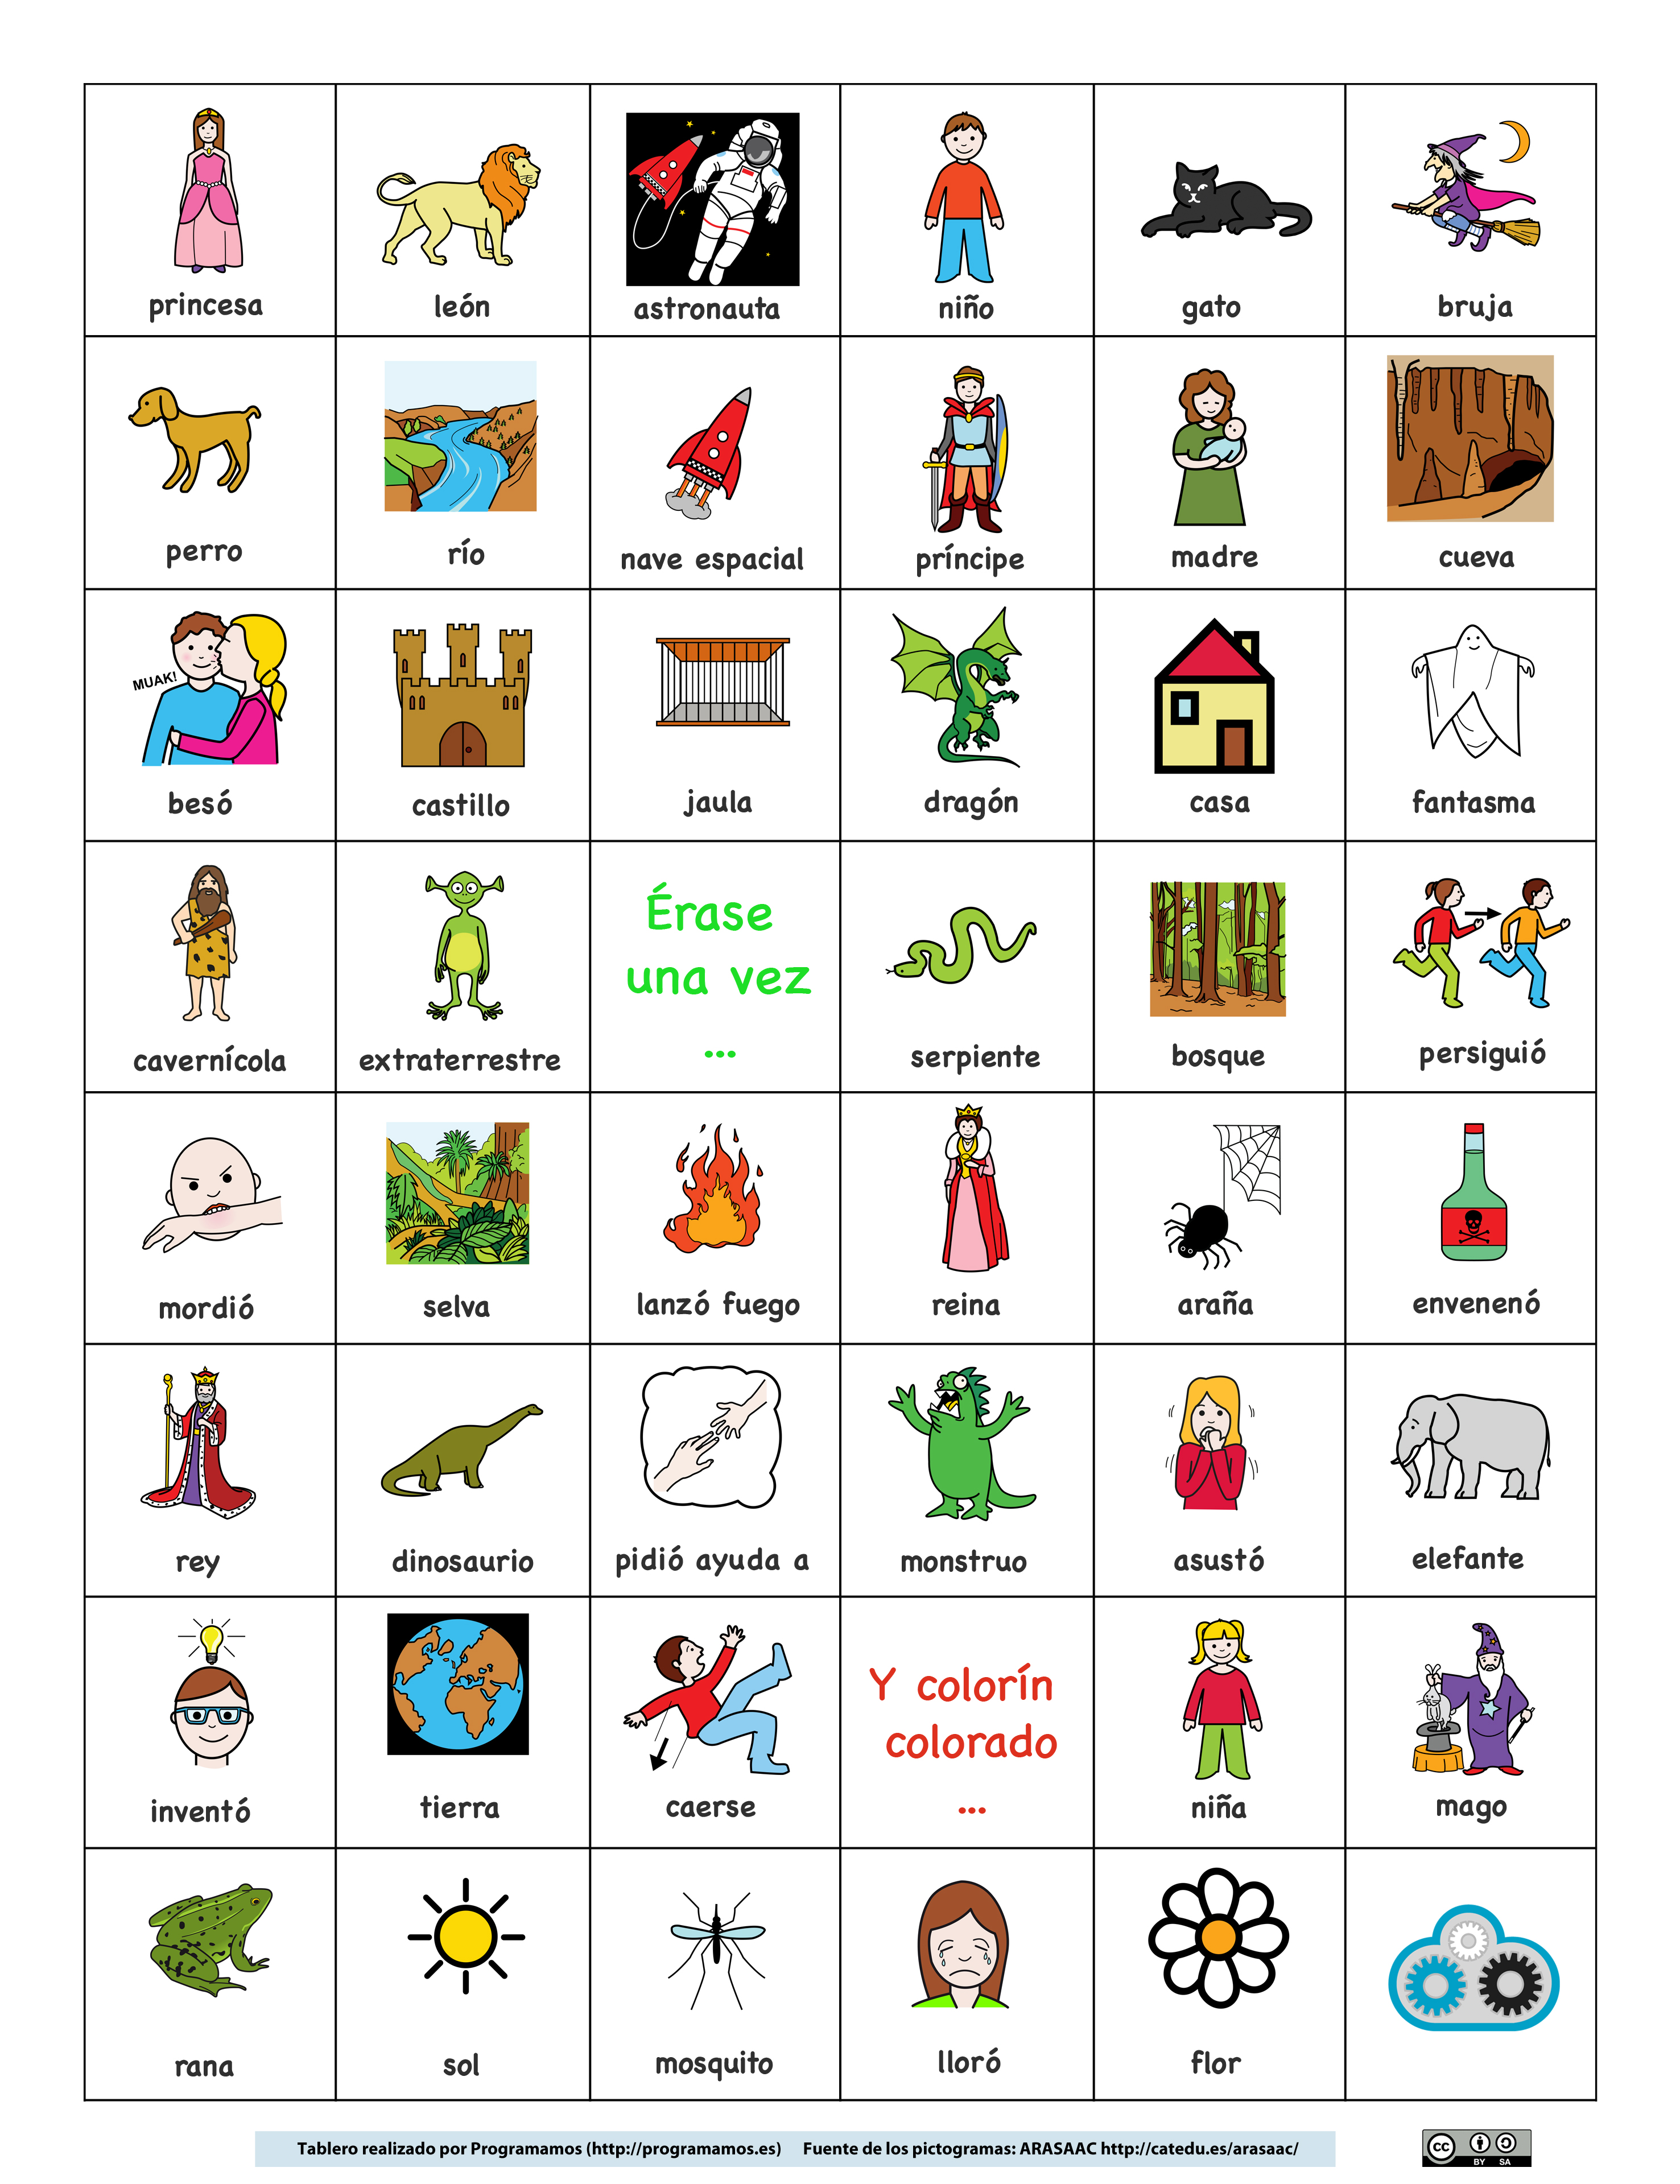 princesa
león
astronauta
niño
gato
bruja
perro
río
nave espacial
príncipe
madre
cueva
MUAK!
besó
castillo
jaula
dragón
casa
fantasma
cavernícola
extraterrestre
Érase
una vez
...
serpiente
bosque
persiguió
mordió
selva
lanzó fuego
reina
araña
envenenó
rey
dinosaurio
pidió ayuda a
monstruo
asustó
elefante
inventó
tierra
caerse
Y colorín
colorado
...
niña
mago
rana
sol
mosquito
lloró
flor
Tablero realizado por Programamos (http://programamos.es) Fuente de los pictogramas: ARASAAC http://catedu.es/arasaac/
cc
BY SA